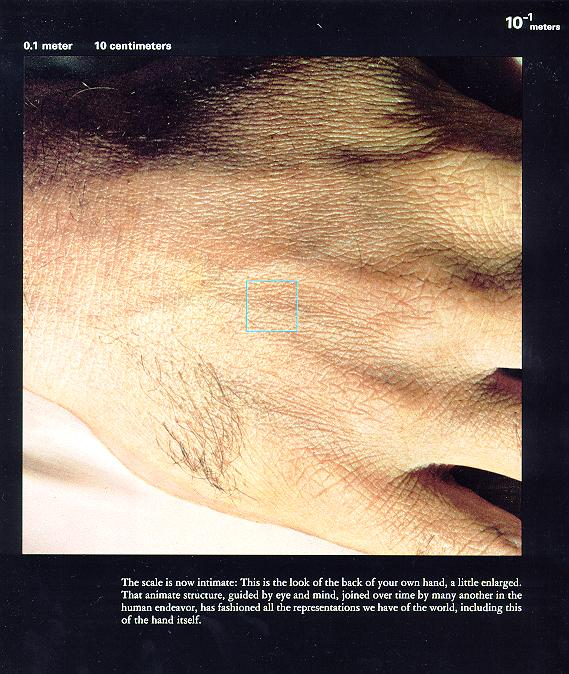 10⁻¹ meters
0.1 meter 10 centimeters
The scale is now intimate: This is the look of the back of your own hand, a little enlarged.
That animate structure, guided by eye and mind, joined over time by many another in the
human endeavor, has fashioned all the representations we have of the world, including this
of the hand itself.